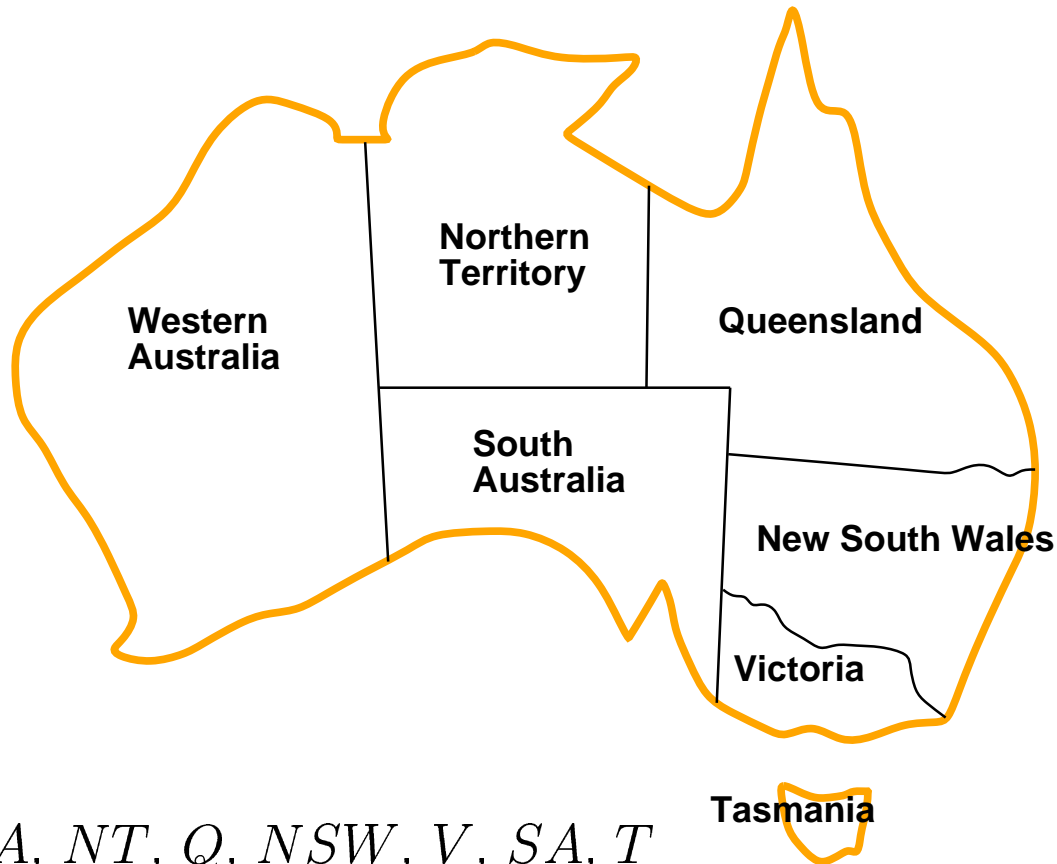 Northern
Territory
Western
Australia
Queensland
South
Australia
New South Wales
Victoria
Tasmania
A, NT, Q, NSW, V, SA, T